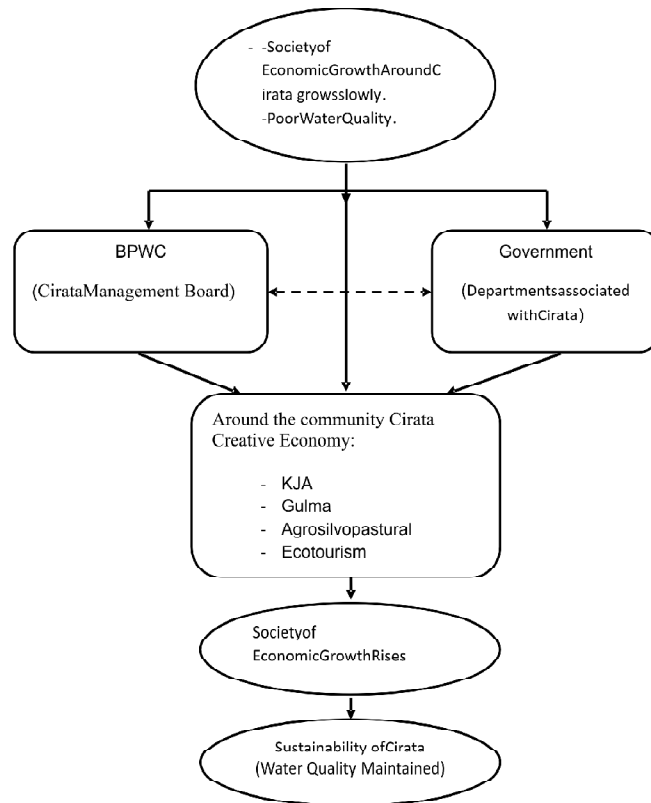 - -Societyof
EconomicGrowthAroundC
irata growsslowly.
-PoorWaterQuality.
BPWC
(CirataManagement Board)
Government
(Departmentsassociated
withCirata)
Around the community Cirata
Creative Economy:
- KJA
- Gulma
- Agrosilvopastural
- Ecotourism
Societyof
EconomicGrowthRises
Sustainability ofCirata
(Water Quality Maintained)